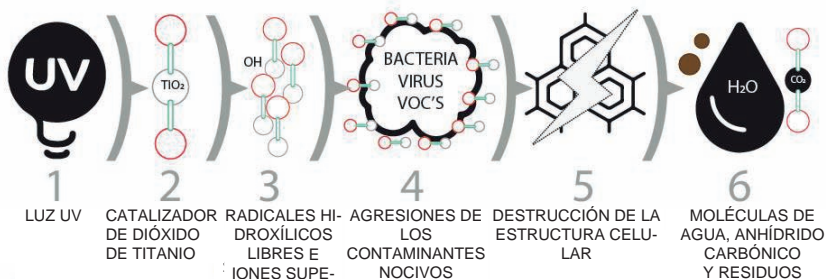 UV
TIO₂
OH
BACTERIA
VIRUS
VOC'S
H₂O
CO₂
1
2
3
4
5
6
LUZ UV
CATALIZADOR
DE DIÓXIDO
DE TITANIO
RADICALES HI-
DROXÍLICOS
LIBRES E
IONES SUPE-
AGRESIONES DE
LOS
CONTAMINANTES
NOCIVOS
DESTRUCCIÓN DE LA
ESTRUCTURA CELU-
LAR
MOLÉCULAS DE
AGUA, ANHÍDRIDO
CARBÓNICO
Y RESIDUOS